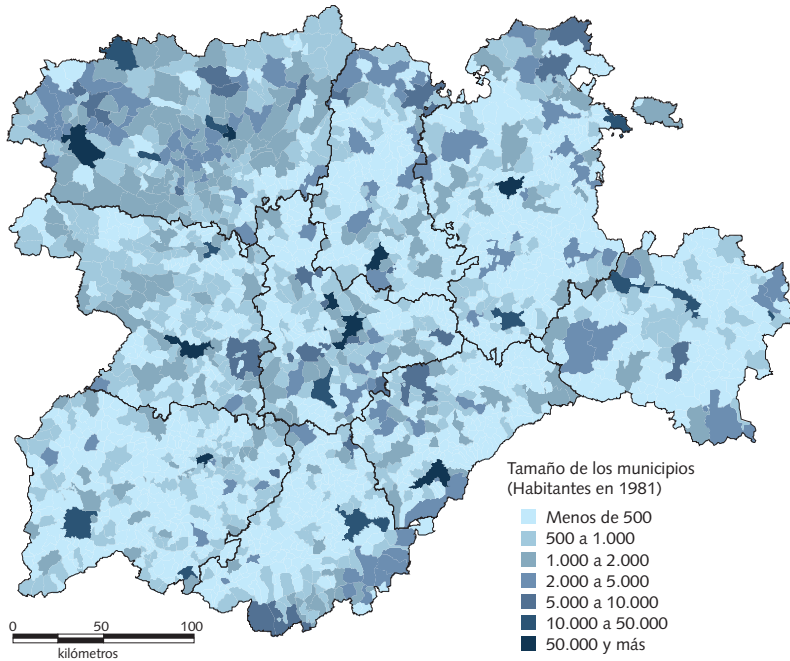 Tamaño de los municipios
(Habitantes en 1981)
Menos de 500
500 a 1.000
1.000 a 2.000
2.000 a 5.000
5.000 a 10.000
10.000 a 50.000
50.000 y más
0 50 100
kilómetros